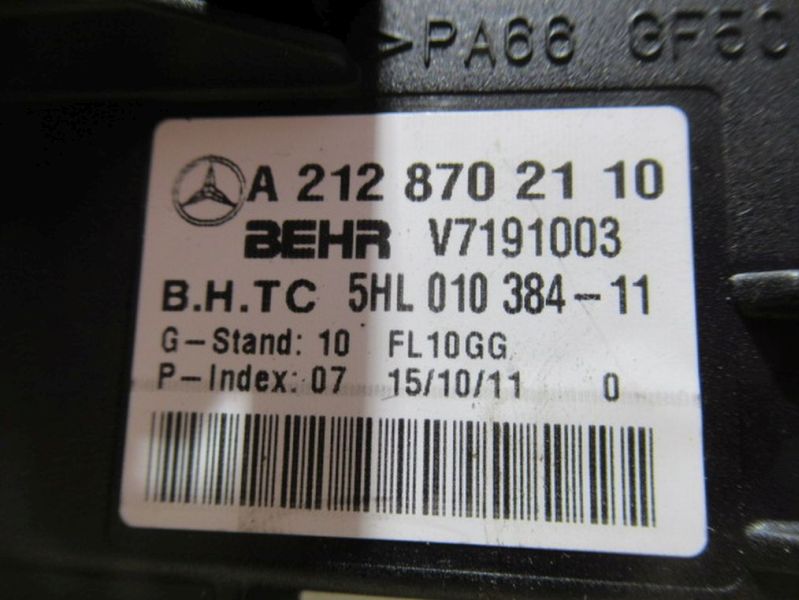 >PA66 GF50
A 212 870 21 10
BEHR V7191003
B.H.TC 5HL 010 384-11
G-Stand: 10 FL10GG
P-Index: 07 15/10/11 0